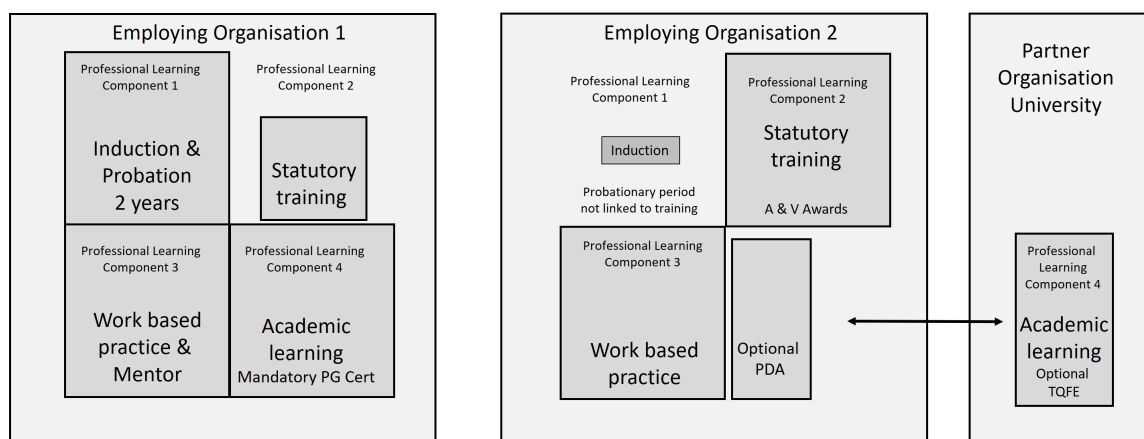 Employing Organisation 1
Professional Learning
Component 1
Induction &
Probation
2 years
Professional Learning
Component 2
Statutory
training
Professional Learning
Component 3
Work based
practice &
Mentor
Professional Learning
Component 4
Academic
learning
Mandatory PG Cert
Employing Organisation 2
Professional Learning
Component 1
Induction
Probationary period
not linked to training
Professional Learning
Component 2
Statutory
training
A & V Awards
Professional Learning
Component 3
Work based
practice
Optional
PDA
Partner
Organisation
University
Professional
Learning
Component 4
Academic
learning
Optional
TQFE